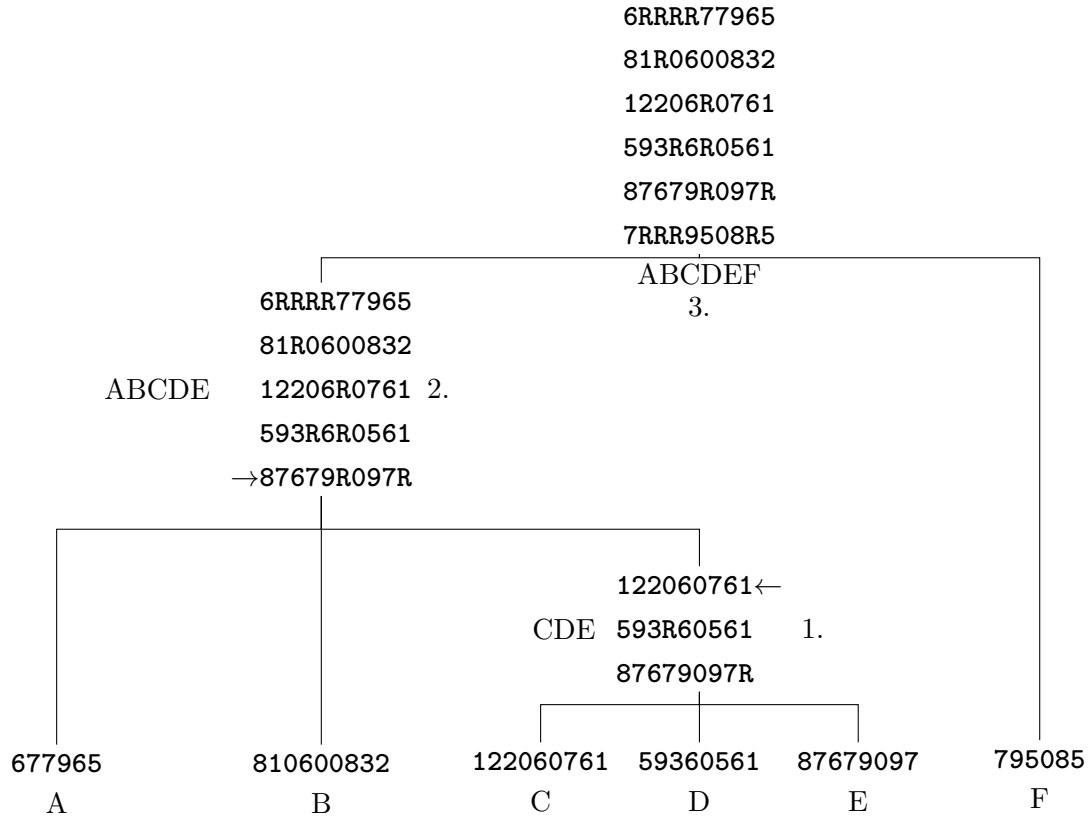 6RRRR77965
81R0600832
12206R0761
593R6R0561
87679R097R
7RRR9508R5
ABCDEF
3.
6RRRR77965
81R0600832
ABCDE 12206R0761 2.
593R6R0561
→87679R097R
122060761←
CDE 593R60561 1.
87679097R
677965 810600832 122060761 59360561 87679097 795085
A B C D E F